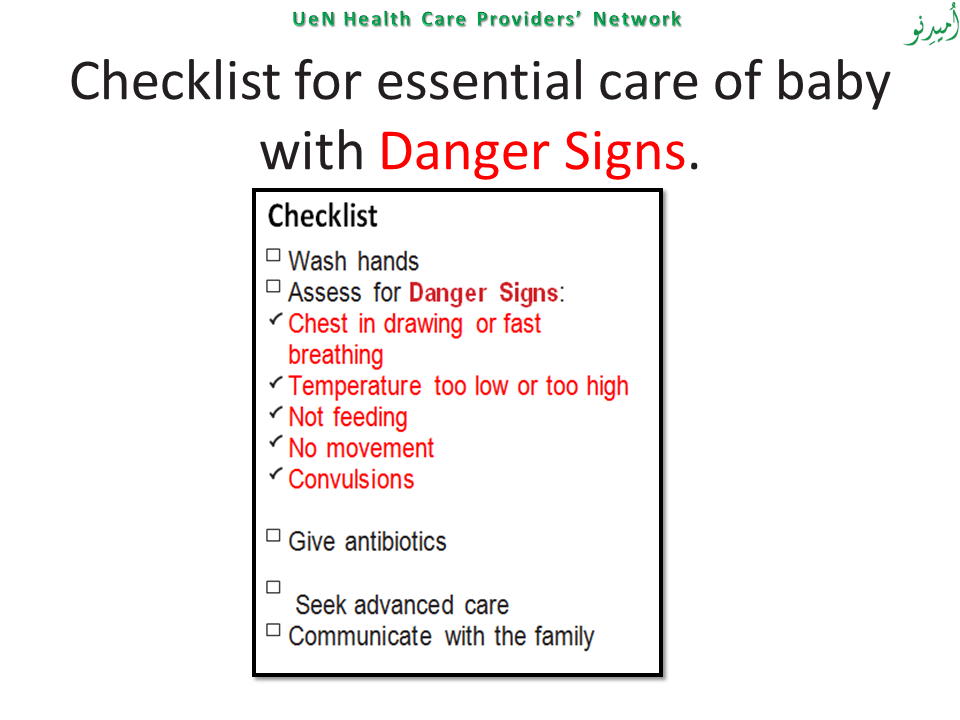 UeN Health Care Providers’ Network
اُميدِنو
Checklist for essential care of baby
with Danger Signs.
Checklist
Wash hands
Assess for Danger Signs:
Chest in drawing or fast
breathing
Temperature too low or too high
Not feeding
No movement
Convulsions
Give antibiotics
Seek advanced care
Communicate with the family